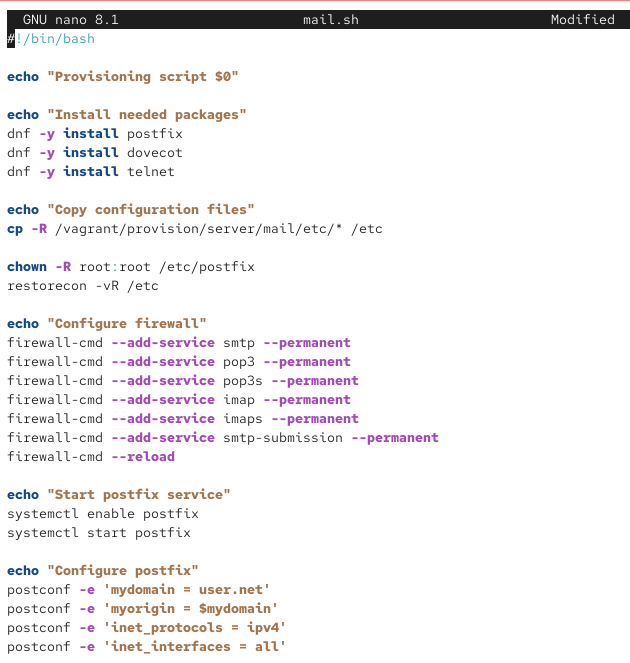 GNU nano 8.1 mail.sh Modified
#!/bin/bash
echo "Provisioning script $0"
echo "Install needed packages"
dnf -y install postfix
dnf -y install dovecot
dnf -y install telnet
echo "Copy configuration files"
cp -R /vagrant/provision/server/mail/etc/* /etc
chown -R root:root /etc/postfix
restorecon -vR /etc
echo "Configure firewall"
firewall-cmd --add-service smtp --permanent
firewall-cmd --add-service pop3 --permanent
firewall-cmd --add-service pop3s --permanent
firewall-cmd --add-service imap --permanent
firewall-cmd --add-service imaps --permanent
firewall-cmd --add-service smtp-submission --permanent
firewall-cmd --reload
echo "Start postfix service"
systemctl enable postfix
systemctl start postfix
echo "Configure postfix"
postconf -e 'mydomain = user.net'
postconf -e 'myorigin = $mydomain'
postconf -e 'inet_protocols = ipv4'
postconf -e 'inet_interfaces = all'